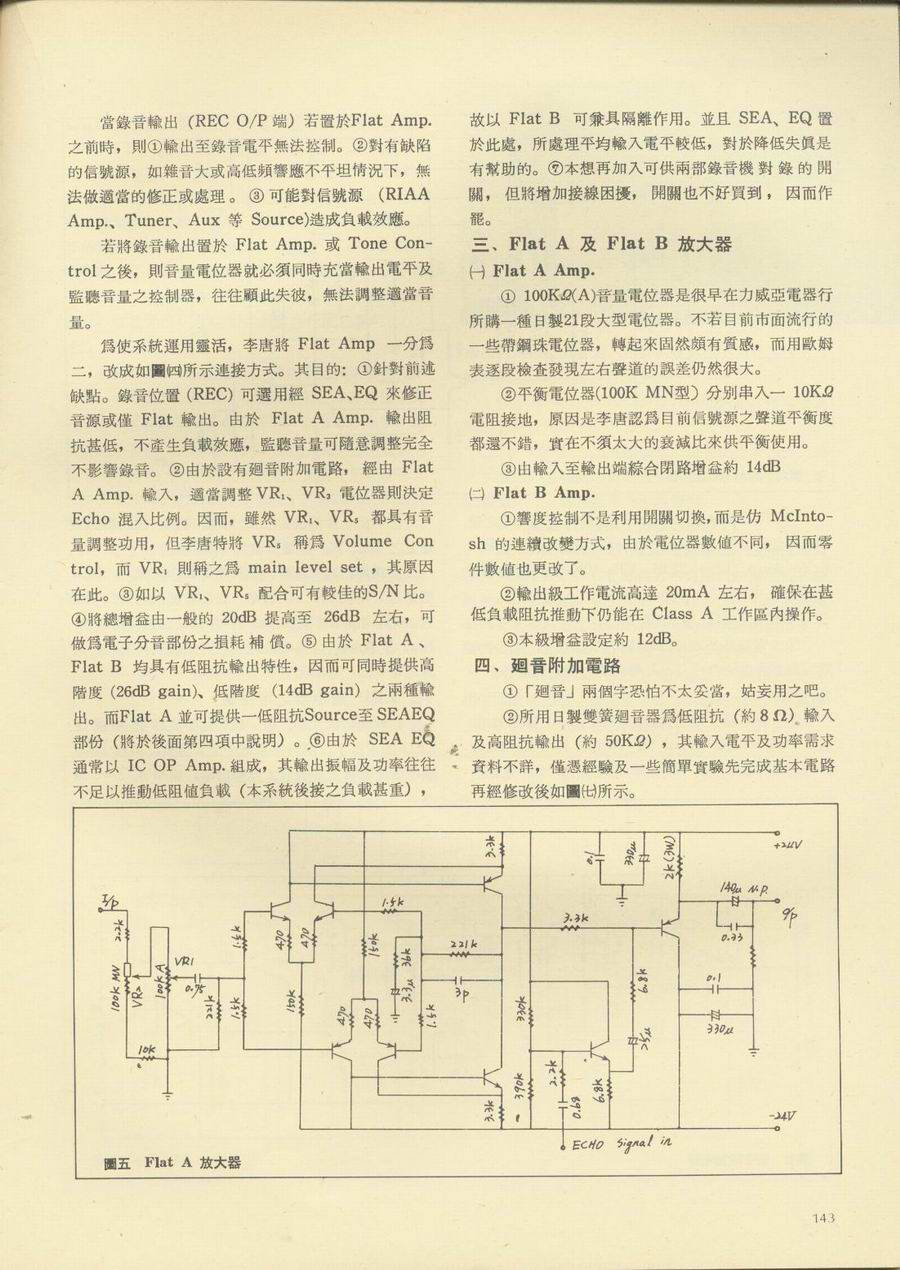 當錄音輸出 (REC O/P 端) 若置於Flat Amp.
之前時，則①輸出至錄音電平無法控制。②對有缺陷
的信號源，如雜音大或高低頻響應不平坦情況下，無
法做適當的修正或處理 。 ③ 可能對信號源 (RIAA
Amp.、Tuner、Aux 等 Source)造成負載效應。
若將錄音輸出置於 Flat Amp. 或 Tone Con-
trol 之後，則音量電位器就必須同時充當輸出電平及
監聽音量之控制器，往往顧此失彼，無法調整適當音
量。
爲使系統運用靈活，李唐將 Flat Amp 一分爲
二，改成如圖㈣所示連接方式。其目的: ①針對前述
缺點。錄音位置 (REC) 可選用經 SEA、EQ 來修正
音源或僅 Flat 輸出。由於 Flat A Amp. 輸出阻
抗甚低，不產生負載效應，監聽音量可隨意調整完全
不影響錄音。②由於設有廻音附加電路， 經由 Flat
A Amp. 輸入，適當調整 VR₁、VR₃ 電位器則決定
Echo 混入比例。因而，雖然 VR₁、VR₅ 都具有音
量調整功用，但李唐特將 VR₅ 稱爲 Volume Con
trol，而 VR₁ 則稱之爲 main level set ，其原因
在此。③如以 VR₁、VR₅ 配合可有較佳的S/N 比。
④將總增益由一般的 20dB 提高至 26dB 左右，可
做爲電子分音部份之損耗 補 償。⑤ 由於 Flat A 、
Flat B 均具有低阻抗輸出特性，因而可同時提供高
階度 (26dB gain)、低階度 (14dB gain) 之兩種輸
出。而Flat A 並可提供一低阻抗Source至 SEAEQ
部份（將於後面第四項中說明）。⑥由於 SEA EQ
通常以 IC OP Amp. 組成，其輸出振幅及功率往往
不足以推動低阻値負載（本系統後接之負載甚重），
故以 Flat B 可兼具隔離作用。並且 SEA、EQ 置
於此處，所處理平均輸入電平較低，對於降低失眞是
有幫助的。⑦本想再加入可供兩部錄音機 對 錄 的 開
關， 但將增加接線困擾， 開關也不好買到 ， 因而作
罷。
三、Flat A 及 Flat B 放大器
㈠ Flat A Amp.
① 100KΩ(A)音量電位器是很早在力威亞電器行
所購一種日製21段大型電位器。不若目前市面流行的
一些帶鋼珠電位器，轉起來固然頗有質感，而用歐姆
表逐段檢查發現左右聲道的誤差仍然很大。
②平衡電位器(100K MN型）分別串入一 10KΩ
電阻接地，原因是李唐認爲目前信號源之聲道平衡度
都還不錯，實在不須太大的衰減比來供平衡使用。
③由輸入至輸出端綜合閉路增益約 14dB
㈡ Flat B Amp.
①響度控制不是利用開關切換，而是仿 McInto-
sh 的連續改變方式，由於電位器數値不同， 因而零
件數値也更改了。
②輸出級工作電流高達 20mA 左右， 確保在甚
低負載阻抗推動下仍能在 Class A 工作區內操作。
③本級增益設定約 12dB。
四、廻音附加電路
①「廻音」兩個字恐怕不太妥當，姑妄用之吧。
②所用日製雙簧廻音器爲低阻抗（約 8 Ω）輸入
及高阻抗輸出（約 50KΩ），其輸入電平及功率需求
資料不詳，僅憑經驗及一些簡單實驗先完成基本電路
再經修改後如圖㈦所示。
I/p
2.2k
100k MN
VR2
100k A
VR1
0.75
10k
221k
1.5k
1.5k
470
470
150k
150k
470
470
1.5k
36k
3.3μ
1.5k
221k
3p
3.3k
3.3k
3.3k
330k
390k
2.2k
0.68
6.8k
6.8k
25μ
0.1
330μ
2k(3W)
+24V
140μ N.P.
O/p
0.33
0.1
330μ
-24V
ECHO Signal in
圖五 Flat A 放大器
143